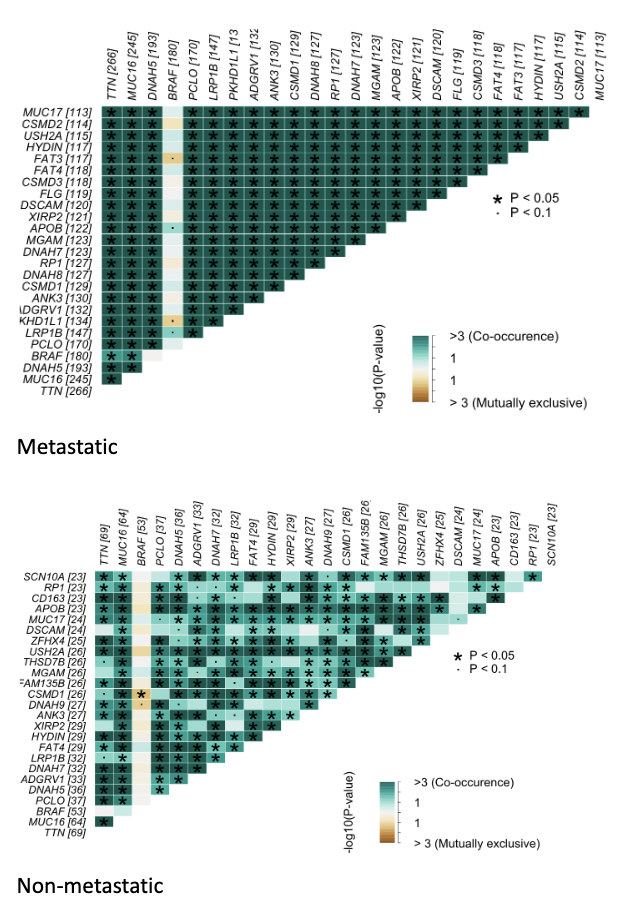 TTN [266]
MUC16 [245]
DNAH5 [193]
BRAF [180]
PCLO [170]
LRP1B [147]
PKHD1L1 [13
ADGRV1 [132
ANK3 [130]
CSMD1 [129]
DNAH8 [127]
RP1 [127]
DNAH7 [123]
MGAM [123]
APOB [122]
XIRP2 [121]
DSCAM [120]
FLG [119]
CSMD3 [118]
FAT4 [118]
FAT3 [117]
HYDIN [117]
USH2A [115]
CSMD2 [114]
MUC17 [113]
MUC17 [113]
CSMD2 [114]
USH2A [115]
HYDIN [117]
FAT3 [117]
FAT4 [118]
CSMD3 [118]
FLG [119]
DSCAM [120]
XIRP2 [121]
APOB [122]
MGAM [123]
DNAH7 [123]
RP1 [127]
DNAH8 [127]
CSMD1 [129]
ANK3 [130]
ADGRV1 [132]
KHD1L1 [134]
LRP1B [147]
PCLO [170]
BRAF [180]
DNAH5 [193]
MUC16 [245]
TTN [266]
* P < 0.05
· P < 0.1
-log10(P-value)
>3 (Co-occurence)
1
1
> 3 (Mutually exclusive)
Metastatic
TTN [69]
MUC16 [64]
BRAF [53]
PCLO [37]
DNAH5 [36]
ADGRV1 [33]
DNAH7 [32]
LRP1B [32]
FAT4 [29]
HYDIN [29]
XIRP2 [29]
ANK3 [27]
DNAH9 [27]
CSMD1 [26]
FAM135B [26
MGAM [26]
THSD7B [26]
USH2A [26]
ZFHX4 [25]
DSCAM [24]
MUC17 [24]
APOB [23]
CD163 [23]
RP1 [23]
SCN10A [23]
SCN10A [23]
RP1 [23]
CD163 [23]
APOB [23]
MUC17 [24]
DSCAM [24]
ZFHX4 [25]
USH2A [26]
THSD7B [26]
MGAM [26]
FAM135B [26]
CSMD1 [26]
DNAH9 [27]
ANK3 [27]
XIRP2 [29]
HYDIN [29]
FAT4 [29]
LRP1B [32]
DNAH7 [32]
ADGRV1 [33]
DNAH5 [36]
PCLO [37]
BRAF [53]
MUC16 [64]
TTN [69]
* P < 0.05
· P < 0.1
-log10(P-value)
>3 (Co-occurence)
1
1
> 3 (Mutually exclusive)
Non-metastatic